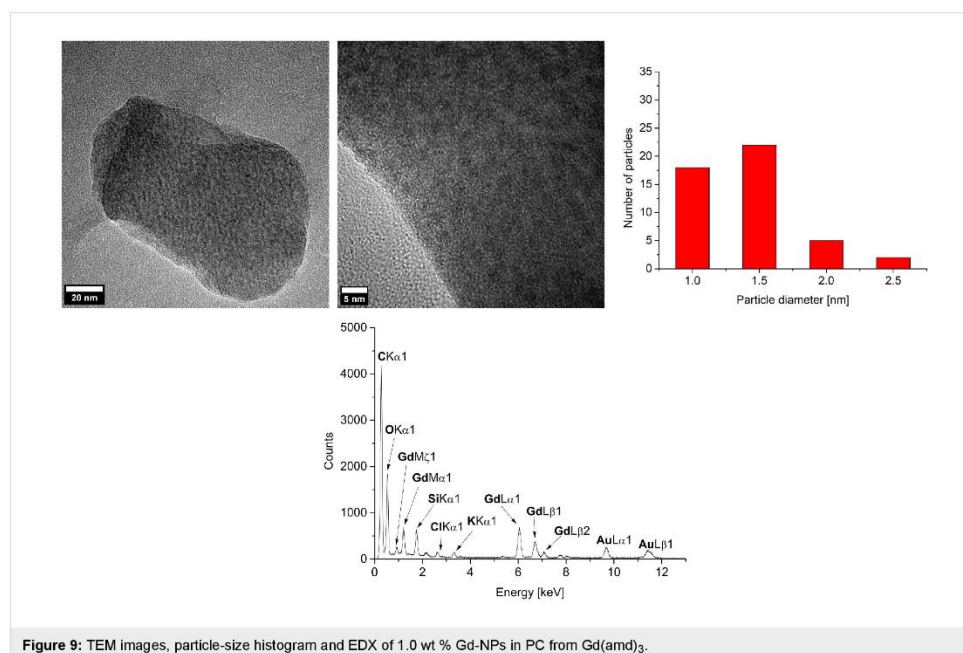 20 nm
5 nm
35
30
25
20
15
10
5
0
Number of particles
1.0 1.5 2.0 2.5
Particle diameter [nm]
5000
4000
3000
2000
1000
0
Counts
CKα1
OKα1
GdMζ1
GdMα1
SiKα1
ClKα1
KKα1
GdLα1
GdLβ1
GdLβ2
AuLα1
AuLβ1
0 2 4 6 8 10 12
Energy [keV]
Figure 9: TEM images, particle-size histogram and EDX of 1.0 wt % Gd-NPs in PC from Gd(amd)₃.